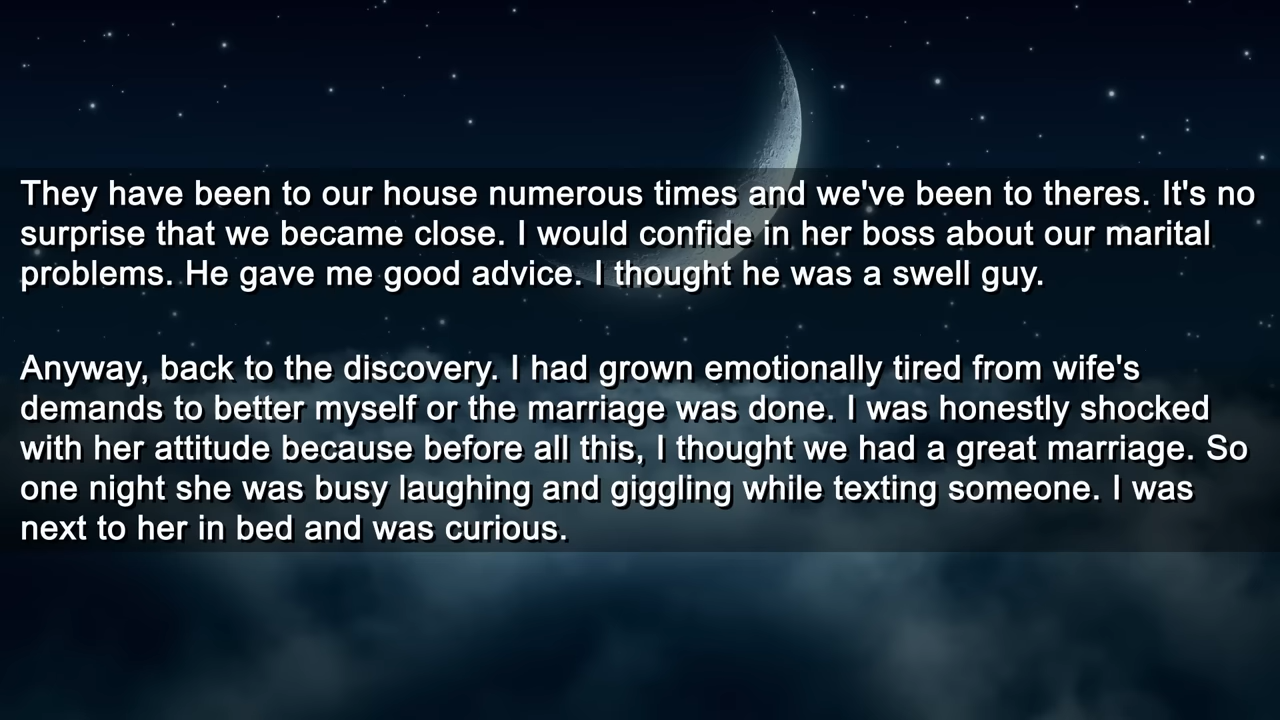 They have been to our house numerous times and we've been to theres. It's no
surprise that we became close. I would confide in her boss about our marital
problems. He gave me good advice. I thought he was a swell guy.
Anyway, back to the discovery. I had grown emotionally tired from wife's
demands to better myself or the marriage was done. I was honestly shocked
with her attitude because before all this, I thought we had a great marriage. So
one night she was busy laughing and giggling while texting someone. I was
next to her in bed and was curious.